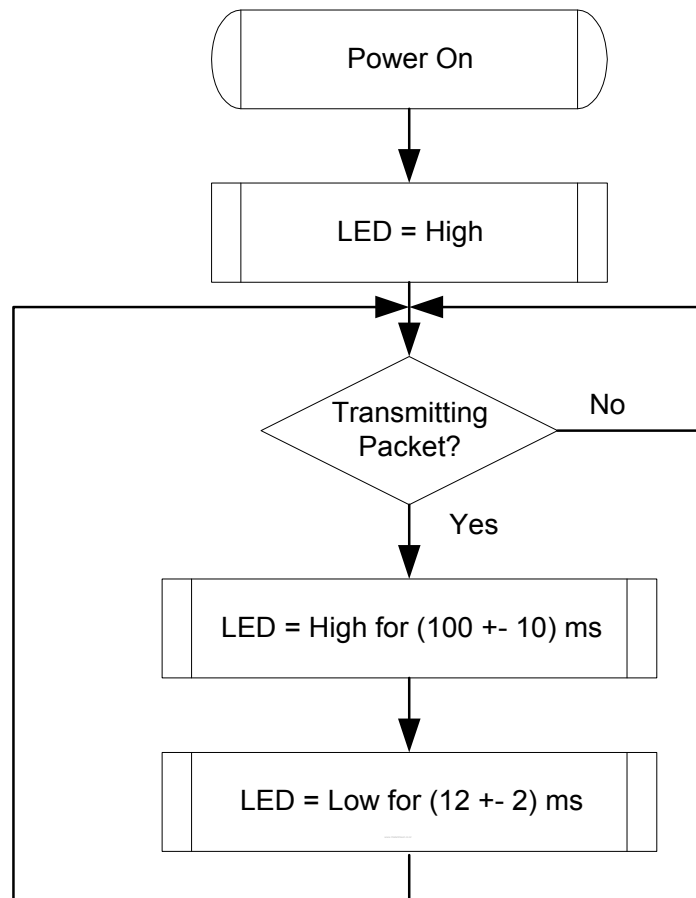 Power On
LED = High
Transmitting
Packet?
No
Yes
LED = High for (100 +- 10) ms
LED = Low for (12 +- 2) ms